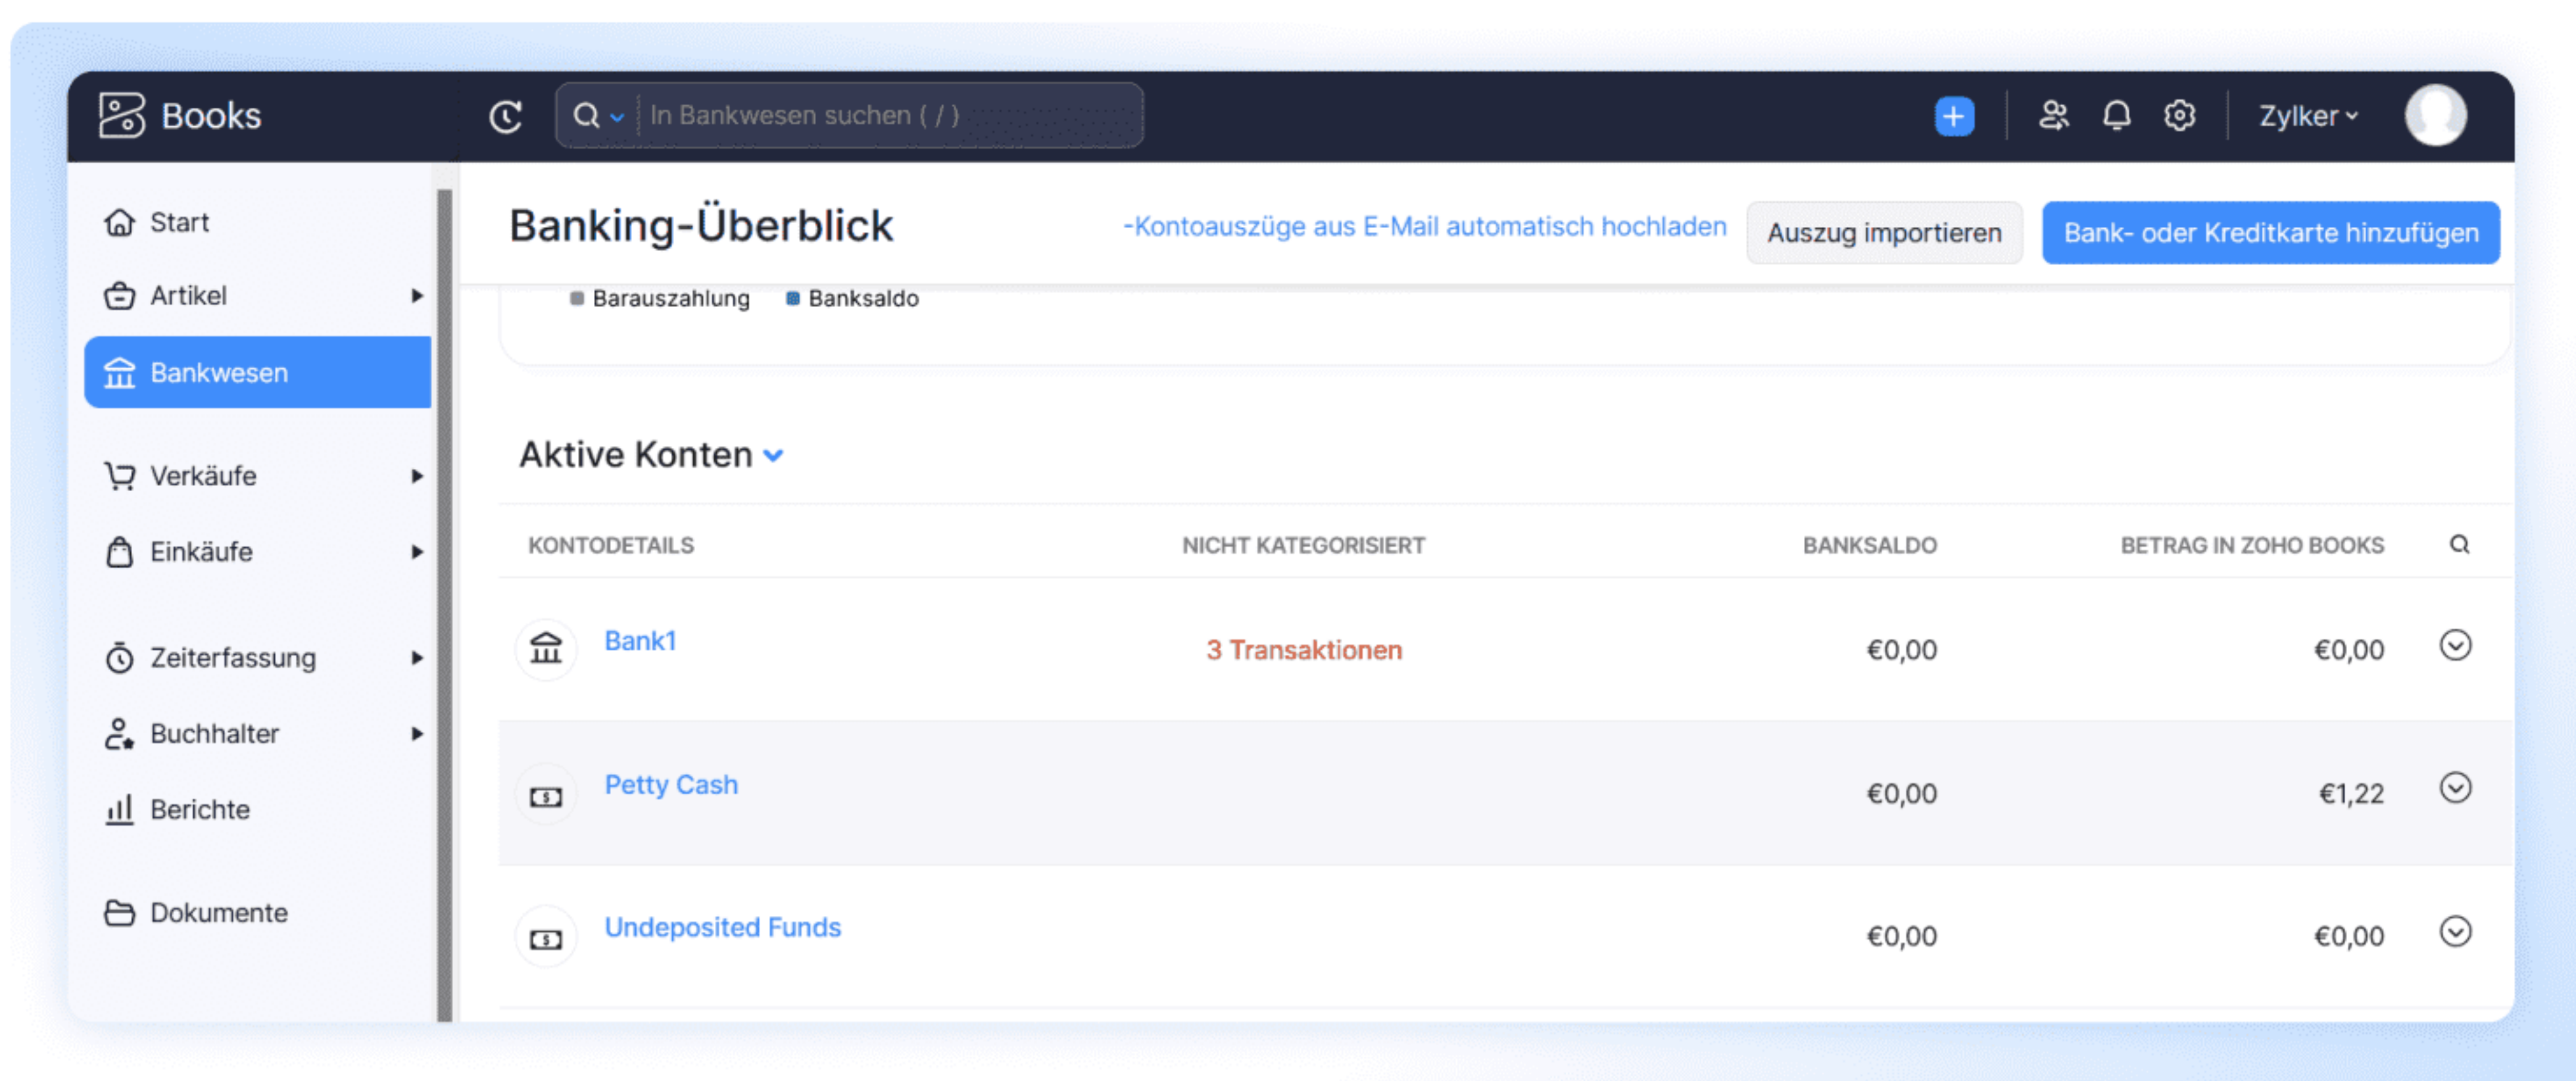 Books
In Bankwesen suchen ( / )
Zylker
Start
Artikel
Bankwesen
Verkäufe
Einkäufe
Zeiterfassung
Buchhalter
Berichte
Dokumente
Banking-Überblick
-Kontoauszüge aus E-Mail automatisch hochladen
Auszug importieren
Bank- oder Kreditkarte hinzufügen
Barauszahlung Banksaldo
Aktive Konten
KONTODETAILS NICHT KATEGORISIERT BANKSALDO BETRAG IN ZOHO BOOKS
Bank1 3 Transaktionen €0,00 €0,00
Petty Cash €0,00 €1,22
Undeposited Funds €0,00 €0,00